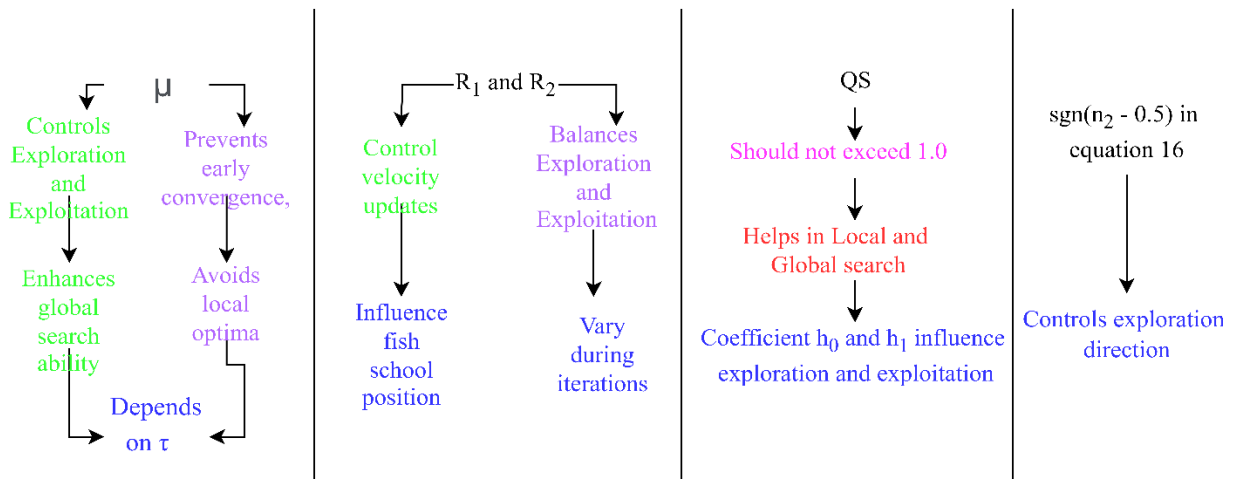 μ
Controls
Exploration
and
Exploitation
Prevents
early
convergence,
Enhances
global
search
ability
Avoids
local
optima
Depends
on τ
R1 and R2
Control
velocity
updates
Balances
Exploration
and
Exploitation
Influence
fish
school
position
Vary
during
iterations
QS
Should not exceed 1.0
Helps in Local and
Global search
Coefficient h0 and h1 influence
exploration and exploitation
sgn(n2 - 0.5) in
cquation 16
Controls exploration
direction